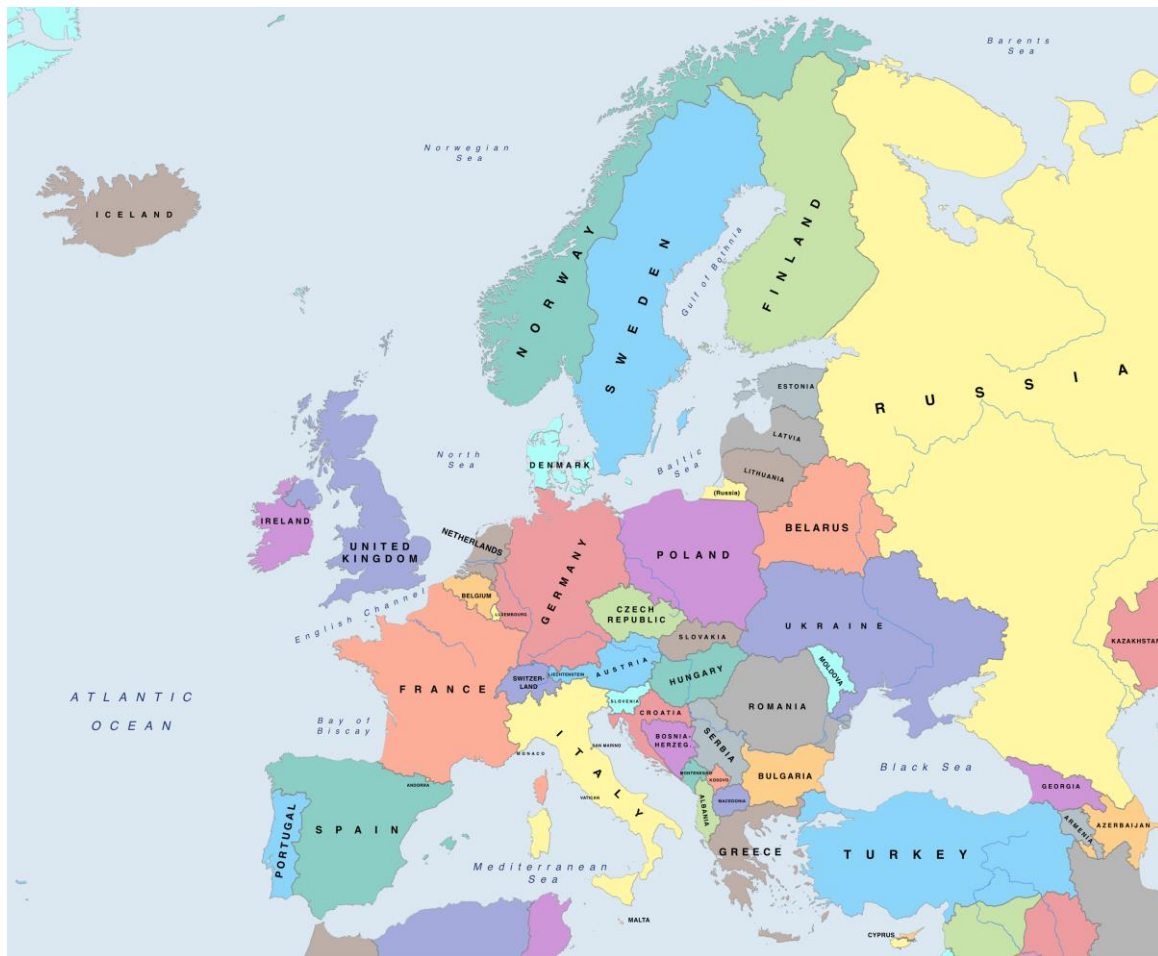 Barents
Sea
Norwegian
Sea
ICELAND
NORWAY
SWEDEN
FINLAND
Gulf of Bothnia
RUSSIA
ESTONIA
LATVIA
LITHUANIA
(Russia)
Baltic
Sea
North
Sea
DENMARK
IRELAND
UNITED
KINGDOM
NETHERLANDS
BELGIUM
LUXEMBOURG
GERMANY
POLAND
BELARUS
CZECH
REPUBLIC
SLOVAKIA
UKRAINE
KAZAKHSTAN
English Channel
ATLANTIC
OCEAN
Bay of
Biscay
FRANCE
SWITZER-
LAND
LIECHTENSTEIN
AUSTRIA
HUNGARY
MOLDOVA
ROMANIA
SLOVENIA
CROATIA
BOSNIA-
HERZEG.
SERBIA
MONTENEGRO
KOSOVO
BULGARIA
MACEDONIA
ALBANIA
GREECE
ITALY
SAN MARINO
VATICAN
MONACO
ANDORRA
PORTUGAL
SPAIN
Mediterranean
Sea
MALTA
Black Sea
GEORGIA
ARMENIA
AZERBAIJAN
TURKEY
CYPRUS